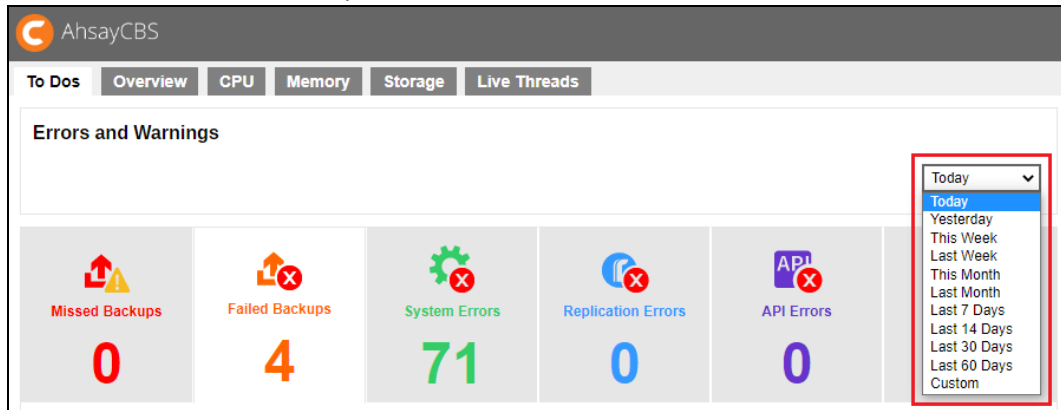 AhsayCBS
To Dos Overview CPU Memory Storage Live Threads
Errors and Warnings
Today
Today
Yesterday
This Week
Last Week
This Month
Last Month
Last 7 Days
Last 14 Days
Last 30 Days
Last 60 Days
Custom
API
Missed Backups Failed Backups System Errors Replication Errors API Errors
0 4 71 0 0